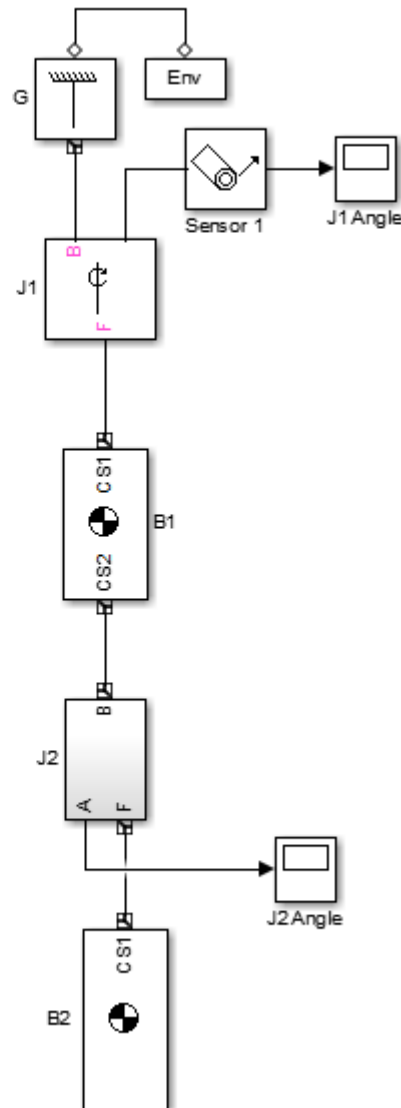 Env
G
Sensor 1
J1 Angle
B
J1
F
CS1
B1
CS2
B
J2
A
F
J2 Angle
CS1
B2